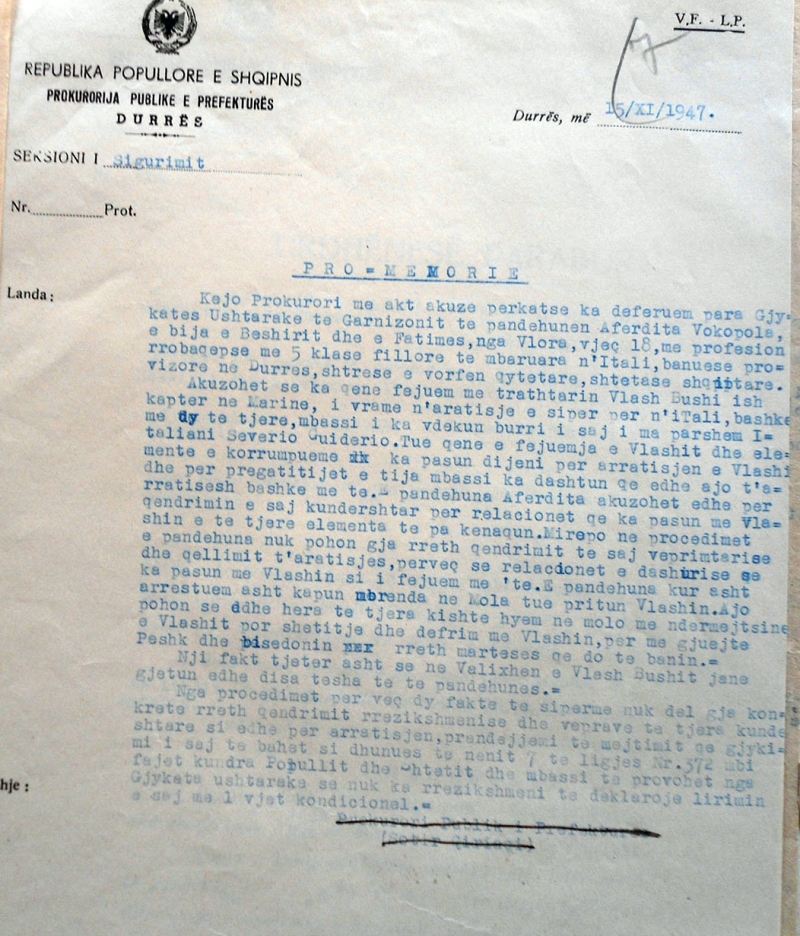 V.F. - L.P.
REPUBLIKA POPULLORE E SHQIPNIS
PROKURORIJA PUBLIKE E PREFEKTURËS
DURRËS
Durrës, më 15/XI/1947.
SEKSIONI I Sigurimit
Nr. Prot.
PRO=MEMORIE
Landa:
Kejo Prokurori me akt akuze perkatse ka deferuem para Gjy=
kates Ushtarake te Garnizonit te pandehunen Aferdita Vokopola,
e bija e Beshirit dhe e Fatimes,nga Vlora,vjeç 18,me profesion
rrobaqepse me 5 klase fillore te mbaruara n'Itali,banuese pro=
vizore ne Durres,shtrese e vorfen qytetare,shtetase shqiptare.
Akuzohet se ka qene fejuem me trathtarin Vlash Bushi ish
kapter ne Marine, i vrame n'aratisje e siper per n'iTali,bashke
me dy te tjere,mbassi i ka vdekun burri i saj i ma parshem I=
taliani Severio Guiderio.Tue qene e fejuemja e Vlashit dhe ele=
mente e korrumpueme ka pasun dijeni per arratisjen e Vlashi
dhe per pregatitijet e tija mbassi ka dashtun qe edhe ajo t'a=
rratisesh bashke me te.= pandehuna Aferdita akuzohet edhe per
qendrimin e saj kundershtar per relacionet qe ka pasun me Vla=
shin e te tjere elementa te pa kenaqun.Mirepo ne procedimet
e pandehuna nuk pohon gja rreth qendrimit te saj veprimtarise
dhe qellimit t'aratisjes,perveç se relacionet e dashurise qe
ka pasun me Vlashin si i fejuem me 'te.E pandehuna kur asht
arrestuem asht kapun mbrenda ne Mola tue pritun Vlashin.Ajo
pohon se edhe hera te tjera kishte hyem ne molo me ndermejtsine
e Vlashit por shetitje dhe defrim me Vlashin,per me gjuejte
Peshk dhe bisedonin rreth marteses qe do te banin.=
Nji fakt tjeter asht se ne Valixhen e Vlash Bushit jane
gjetun edhe disa tesha te te pandehunes.=
Nga procedimet per veç dy fakte te siperme nuk del gja kon=
krete rreth qendrimit rrezikshmenise dhe veprave te tjera kunde
shtare si edhe per arratisjen,prandejjemi te mejtimit qe gjyki=
mi i saj te bahet si dhunues te nenit 7 te ligjes Nr.372 mbi
fajet kundra Popullit dhe Shtetit dhe mbassi te provohet nga
Gjykate ushtarake se nuk ka rrezikshmeni te deklaroje lirimin
e saj me 1 vjet kondicional.=
hje:
Prokurori Publik i Prefektures